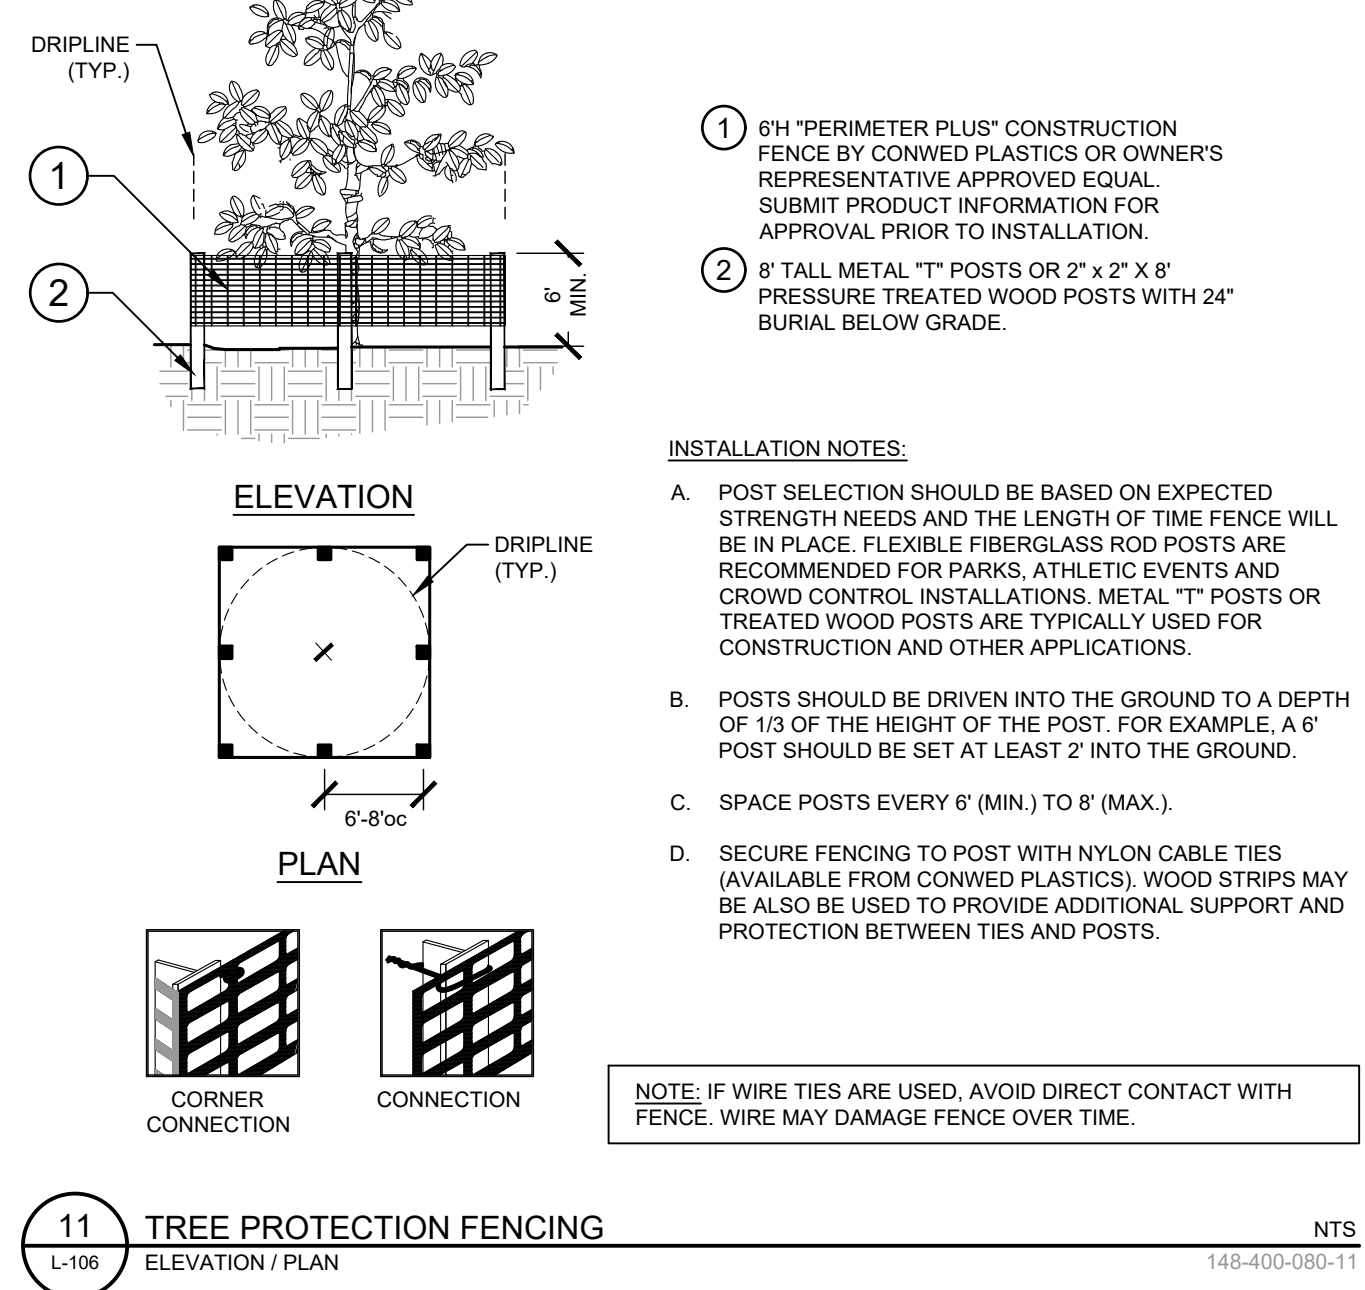 DRIPLINE
(TYP.)
1
2
6'
MIN.
1
6'H "PERIMETER PLUS" CONSTRUCTION
FENCE BY CONWED PLASTICS OR OWNER'S
REPRESENTATIVE APPROVED EQUAL.
SUBMIT PRODUCT INFORMATION FOR
APPROVAL PRIOR TO INSTALLATION.
2
8' TALL METAL "T" POSTS OR 2" x 2" X 8'
PRESSURE TREATED WOOD POSTS WITH 24"
BURIAL BELOW GRADE.
ELEVATION
DRIPLINE
(TYP.)
6'-8'oc
PLAN
CORNER
CONNECTION
CONNECTION
INSTALLATION NOTES:
A. POST SELECTION SHOULD BE BASED ON EXPECTED
STRENGTH NEEDS AND THE LENGTH OF TIME FENCE WILL
BE IN PLACE. FLEXIBLE FIBERGLASS ROD POSTS ARE
RECOMMENDED FOR PARKS, ATHLETIC EVENTS AND
CROWD CONTROL INSTALLATIONS. METAL "T" POSTS OR
TREATED WOOD POSTS ARE TYPICALLY USED FOR
CONSTRUCTION AND OTHER APPLICATIONS.
B. POSTS SHOULD BE DRIVEN INTO THE GROUND TO A DEPTH
OF 1/3 OF THE HEIGHT OF THE POST. FOR EXAMPLE, A 6'
POST SHOULD BE SET AT LEAST 2' INTO THE GROUND.
C. SPACE POSTS EVERY 6' (MIN.) TO 8' (MAX.).
D. SECURE FENCING TO POST WITH NYLON CABLE TIES
(AVAILABLE FROM CONWED PLASTICS). WOOD STRIPS MAY
BE ALSO BE USED TO PROVIDE ADDITIONAL SUPPORT AND
PROTECTION BETWEEN TIES AND POSTS.
NOTE: IF WIRE TIES ARE USED, AVOID DIRECT CONTACT WITH
FENCE. WIRE MAY DAMAGE FENCE OVER TIME.
11
L-106
TREE PROTECTION FENCING
ELEVATION / PLAN
NTS
148-400-080-11